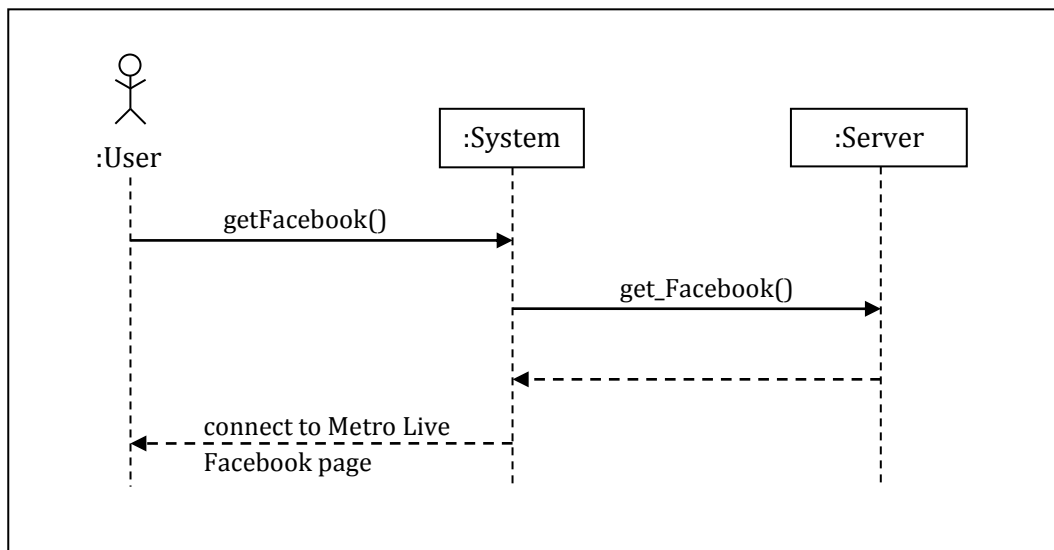 :User
:System
:Server
getFacebook()
get_Facebook()
connect to Metro Live
Facebook page